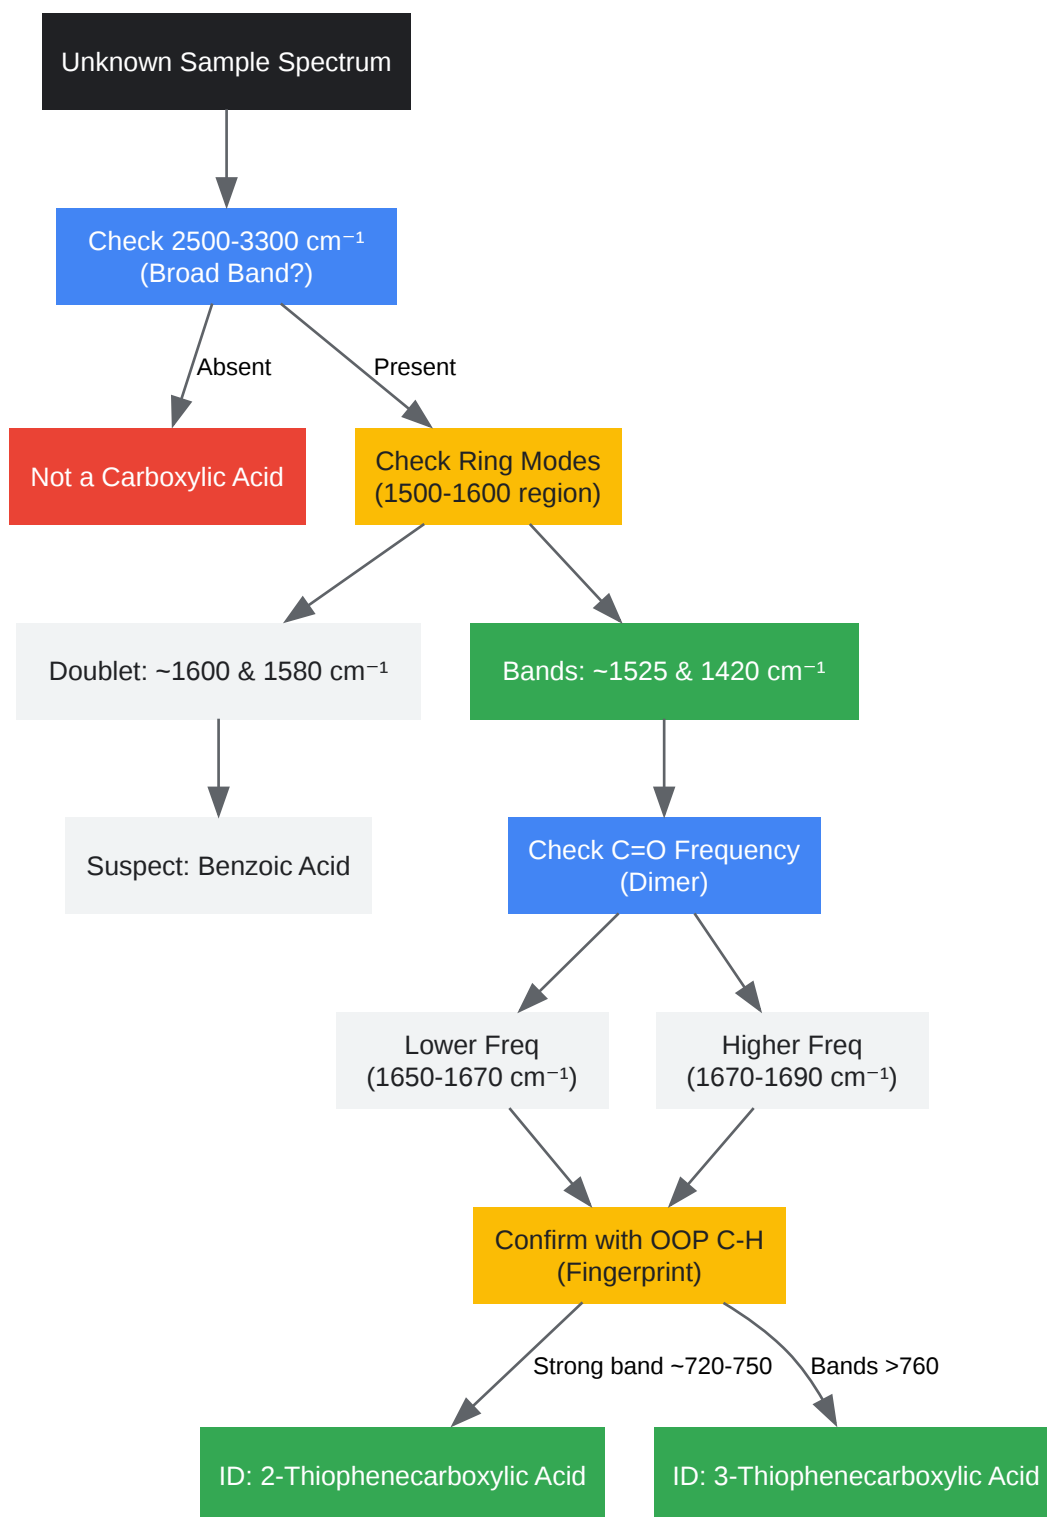 Unknown Sample Spectrum
Check 2500-3300 cm⁻¹
(Broad Band?)
Absent
Present
Not a Carboxylic Acid
Check Ring Modes
(1500-1600 region)
Doublet: ~1600 & 1580 cm⁻¹
Bands: ~1525 & 1420 cm⁻¹
Suspect: Benzoic Acid
Check C=O Frequency
(Dimer)
Lower Freq
(1650-1670 cm⁻¹)
Higher Freq
(1670-1690 cm⁻¹)
Confirm with OOP C-H
(Fingerprint)
Strong band ~720-750
Bands >760
ID: 2-Thiophenecarboxylic Acid
ID: 3-Thiophenecarboxylic Acid